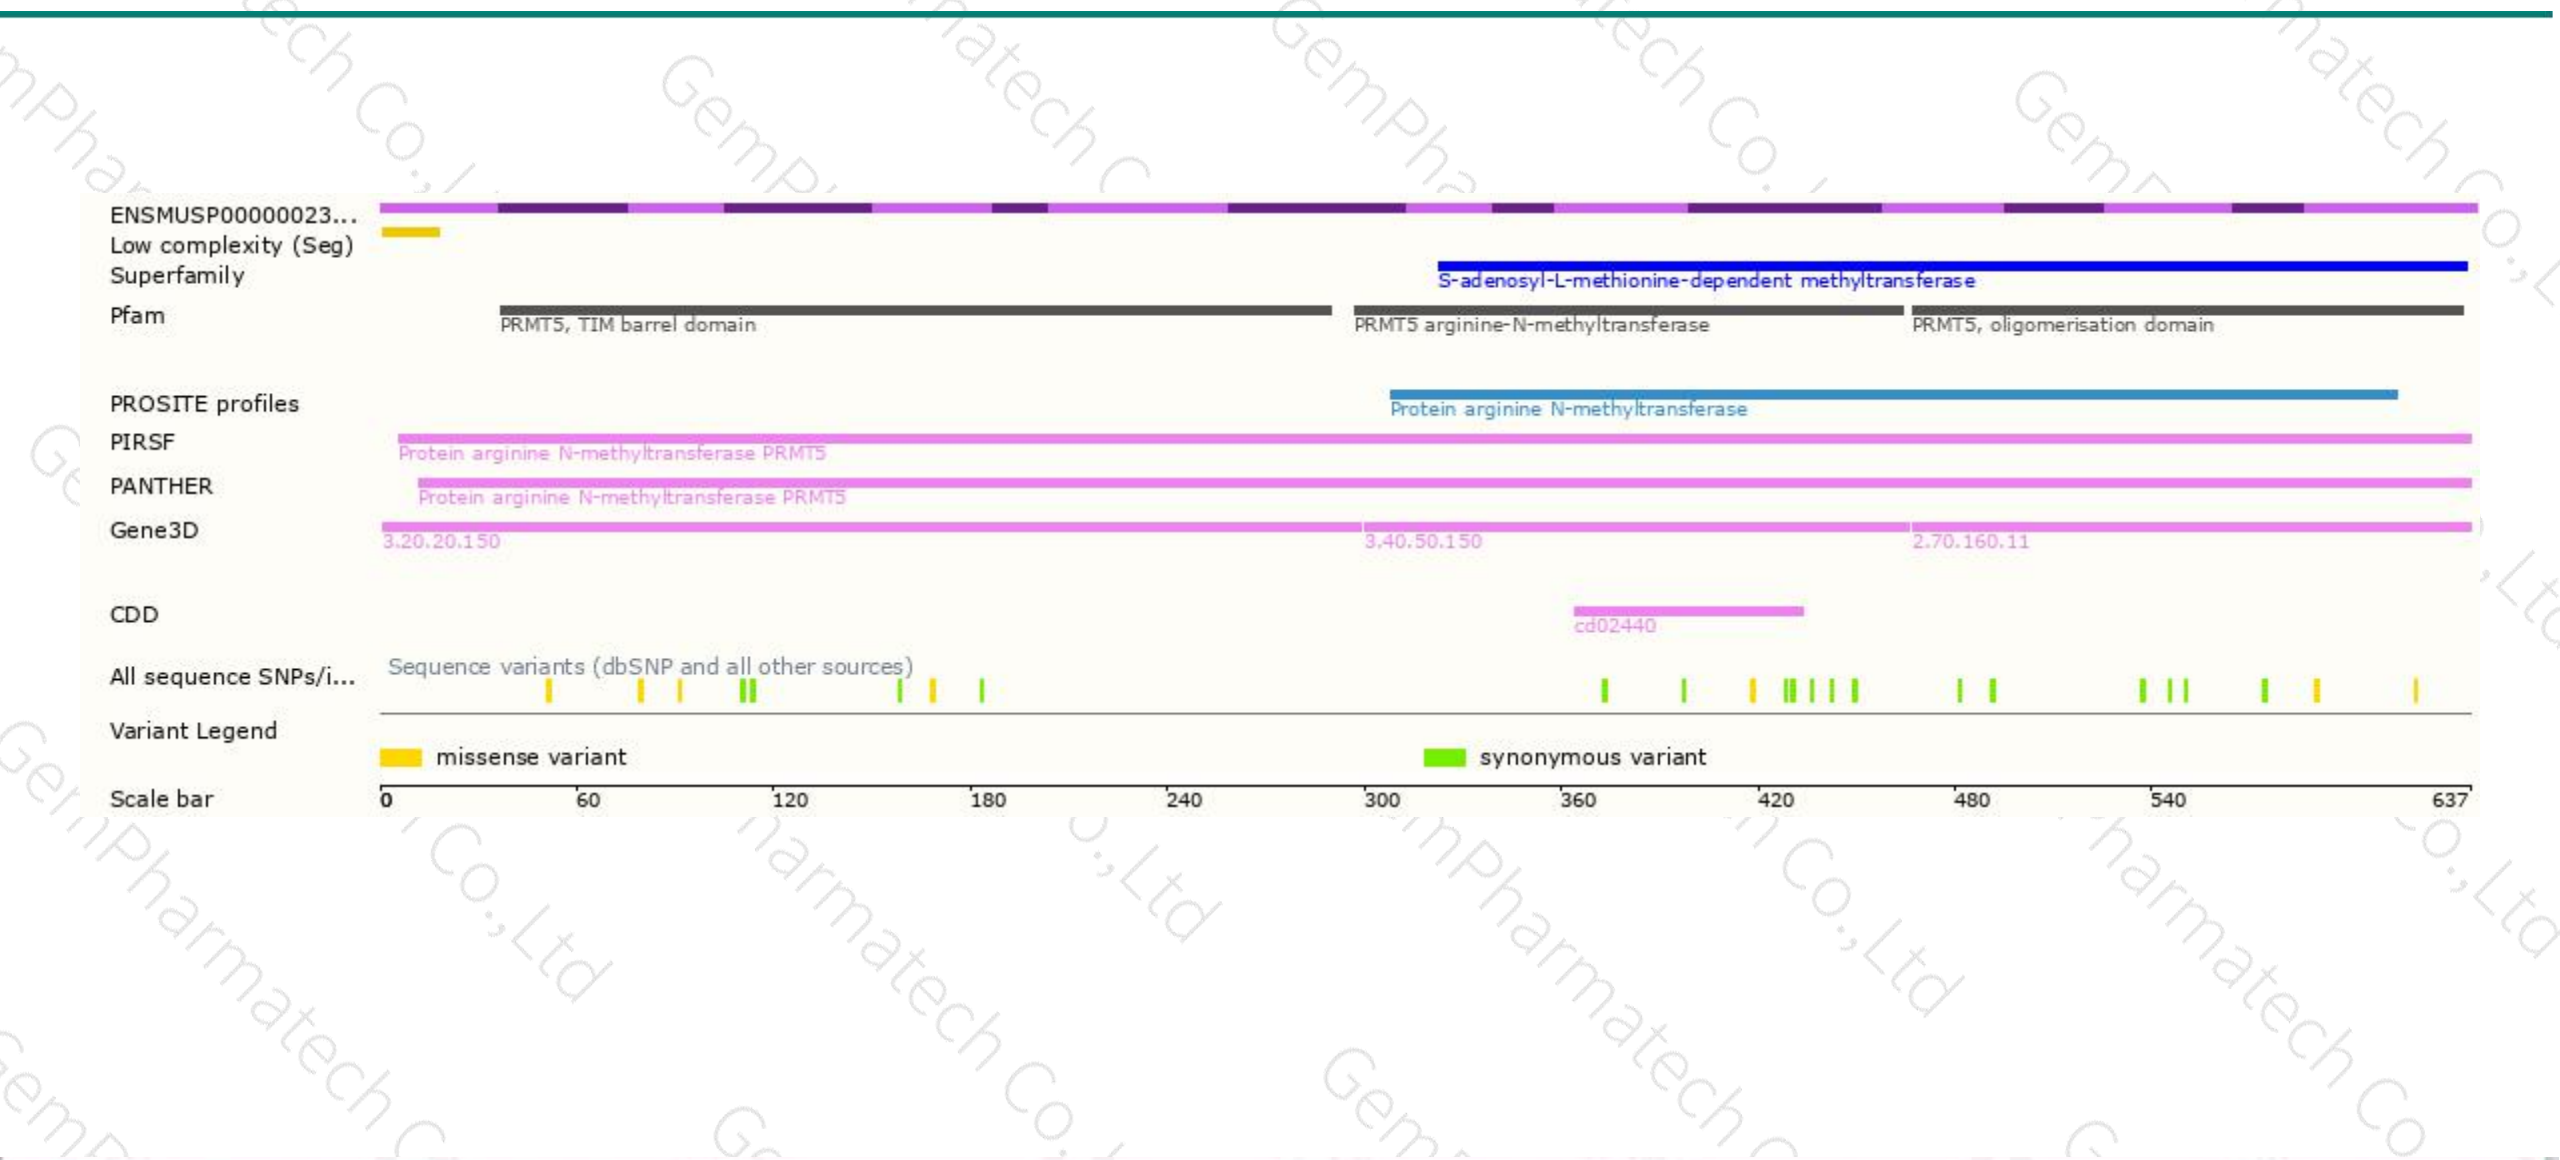 ENSMUSP00000023...
Low complexity (Seg)
Superfamily
S-adenosyl-L-methionine-dependent methyltransferase
Pfam
PRMT5, TIM barrel domain PRMT5 arginine-N-methyltransferase PRMT5, oligomerisation domain
PROSITE profiles
Protein arginine N-methyltransferase
PIRSF
Protein arginine N-methyltransferase PRMT5
PANTHER
Protein arginine N-methyltransferase PRMT5
Gene3D
3.20.20.150 3.40.50.150 2.70.160.11
CDD
cd02440
All sequence SNPs/i...
Sequence variants (dbSNP and all other sources)
Variant Legend
missense variant synonymous variant
Scale bar 0 60 120 180 240 300 360 420 480 540 637
GemPharmatech Co.,Ltd